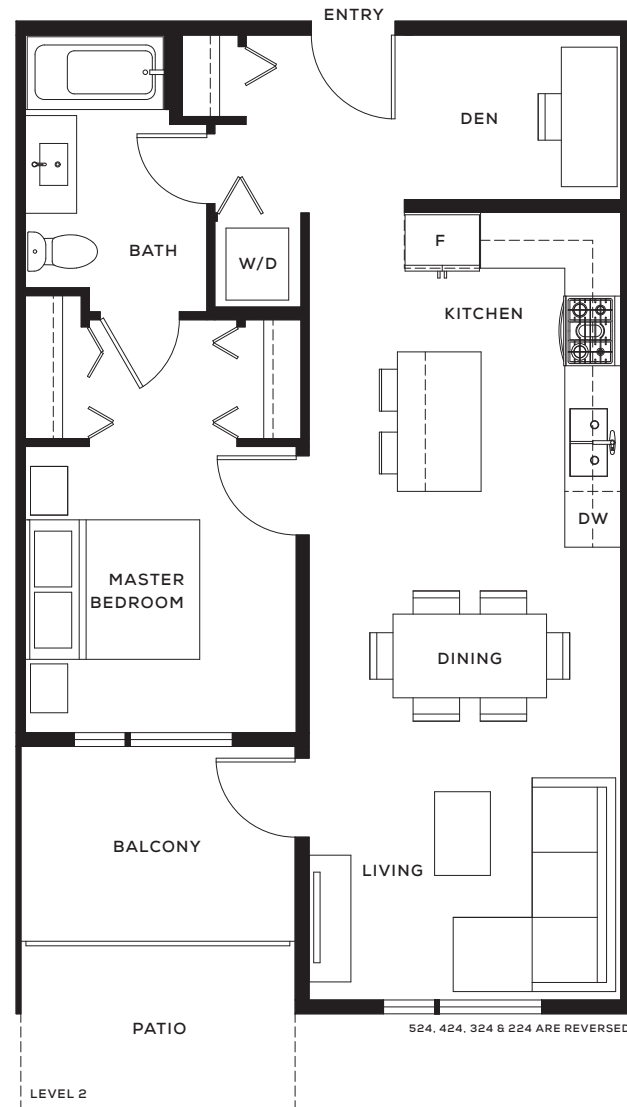 ENTRY
DEN
BATH
W/D
F
KITCHEN
DW
MASTER
BEDROOM
DINING
BALCONY
LIVING
PATIO
524, 424, 324 & 224 ARE REVERSED
LEVEL 2